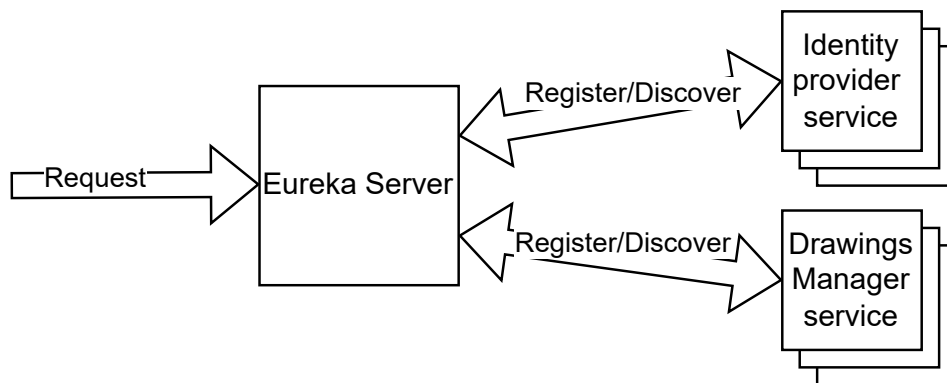 Identity
provider
service
Register/Discover
Request
Eureka Server
Register/Discover
Drawings
Manager
service